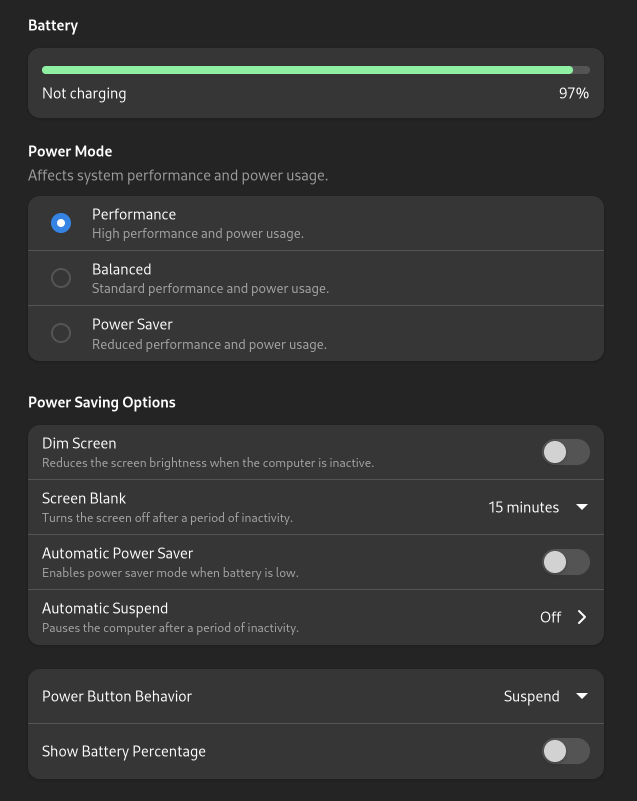 Battery
Not charging 97%
Power Mode
Affects system performance and power usage.
Performance
High performance and power usage.
Balanced
Standard performance and power usage.
Power Saver
Reduced performance and power usage.
Power Saving Options
Dim Screen
Reduces the screen brightness when the computer is inactive.
Screen Blank
Turns the screen off after a period of inactivity.
15 minutes
Automatic Power Saver
Enables power saver mode when battery is low.
Automatic Suspend
Pauses the computer after a period of inactivity.
Off
Power Button Behavior Suspend
Show Battery Percentage